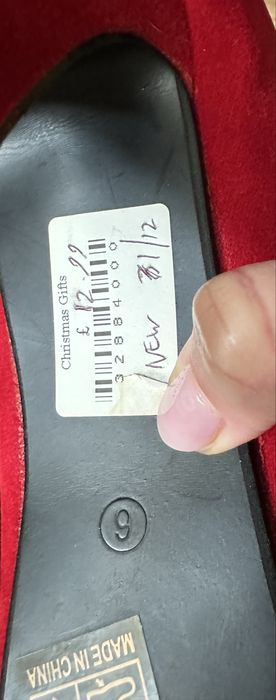 Christmas Gifts
£ 12.99
32884000
NEW 31/12
6
MADE IN CHINA